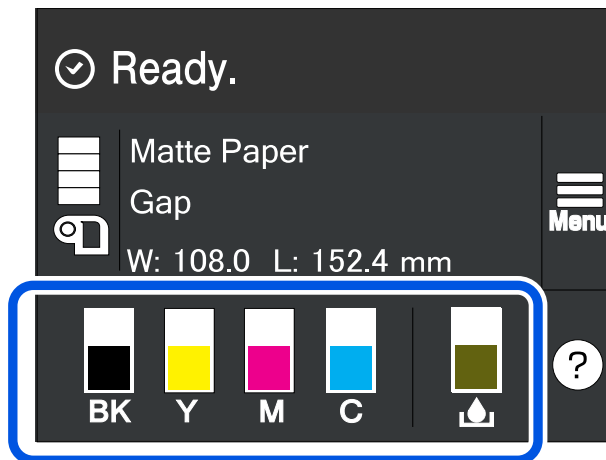 Ready.
Matte Paper
Gap
W: 108.0 L: 152.4 mm
Menu
BK Y M C
?